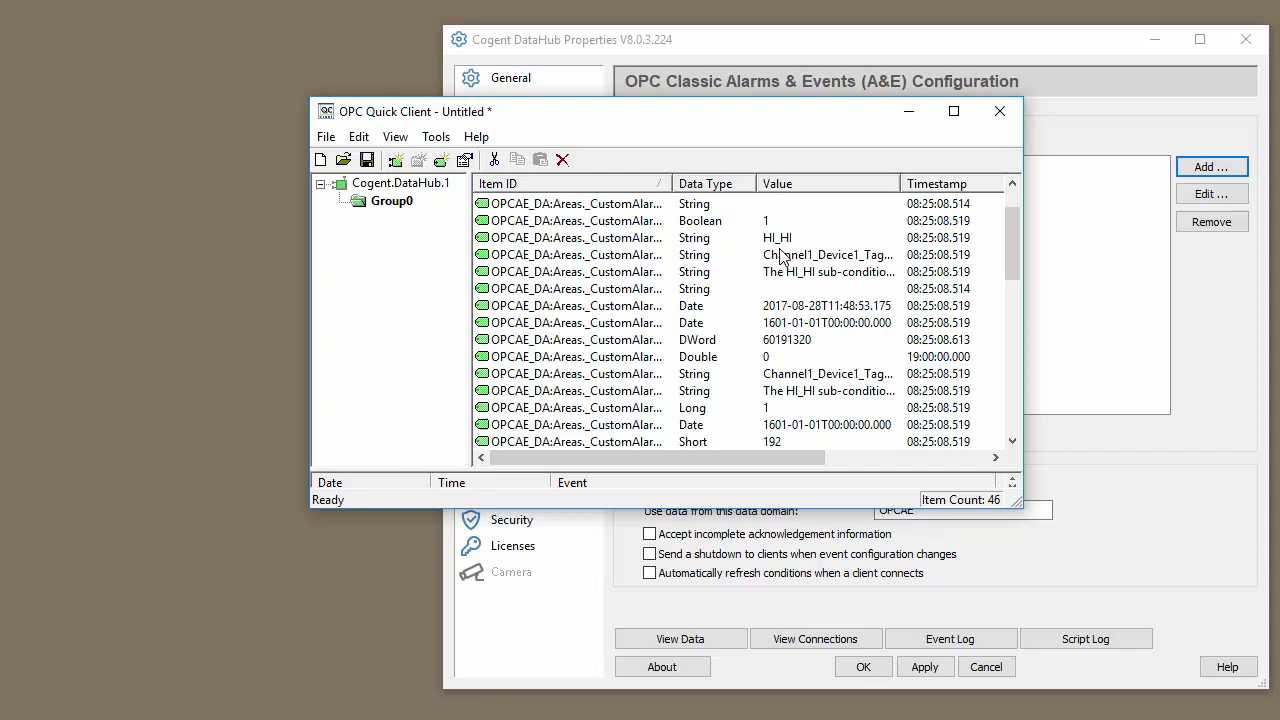 Cogent DataHub Properties V8.0.3.224
General
OPC Classic Alarms & Events (A&E) Configuration
OPC Quick Client - Untitled *
File Edit View Tools Help
Cogent.DataHub.1
Group0
Item ID Data Type Value Timestamp
OPCAE_DA:Areas._CustomAlar... String 08:25:08.514
OPCAE_DA:Areas._CustomAlar... Boolean 1 08:25:08.519
OPCAE_DA:Areas._CustomAlar... String HI_HI 08:25:08.519
OPCAE_DA:Areas._CustomAlar... String Channel1_Device1_Tag... 08:25:08.519
OPCAE_DA:Areas._CustomAlar... String The HI_HI sub-conditio... 08:25:08.519
OPCAE_DA:Areas._CustomAlar... String 08:25:08.514
OPCAE_DA:Areas._CustomAlar... Date 2017-08-28T11:48:53.175 08:25:08.519
OPCAE_DA:Areas._CustomAlar... Date 1601-01-01T00:00:00.000 08:25:08.519
OPCAE_DA:Areas._CustomAlar... DWord 60191320 08:25:08.613
OPCAE_DA:Areas._CustomAlar... Double 0 19:00:00.000
OPCAE_DA:Areas._CustomAlar... String Channel1_Device1_Tag... 08:25:08.519
OPCAE_DA:Areas._CustomAlar... String The HI_HI sub-conditio... 08:25:08.519
OPCAE_DA:Areas._CustomAlar... Long 1 08:25:08.519
OPCAE_DA:Areas._CustomAlar... Date 1601-01-01T00:00:00.000 08:25:08.519
OPCAE_DA:Areas._CustomAlar... Short 192 08:25:08.519
Date Time Event
Ready Item Count: 46
Add ...
Edit ...
Remove
Security
Licenses
Camera
Use data from this data domain: OPCAE
Accept incomplete acknowledgement information
Send a shutdown to clients when event configuration changes
Automatically refresh conditions when a client connects
View Data View Connections Event Log Script Log
About OK Apply Cancel Help